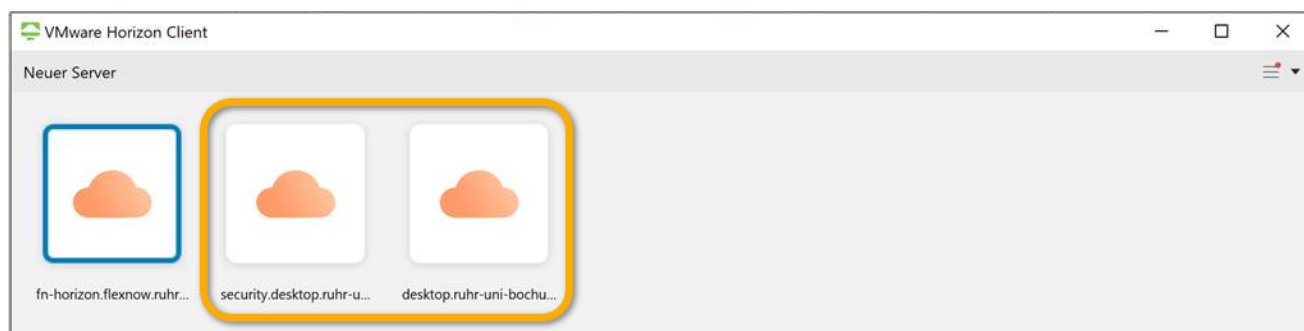 VMware Horizon Client
Neuer Server
fn-horizon.flexnow.ruhr...
security.desktop.ruhr-u...
desktop.ruhr-uni-bochu...